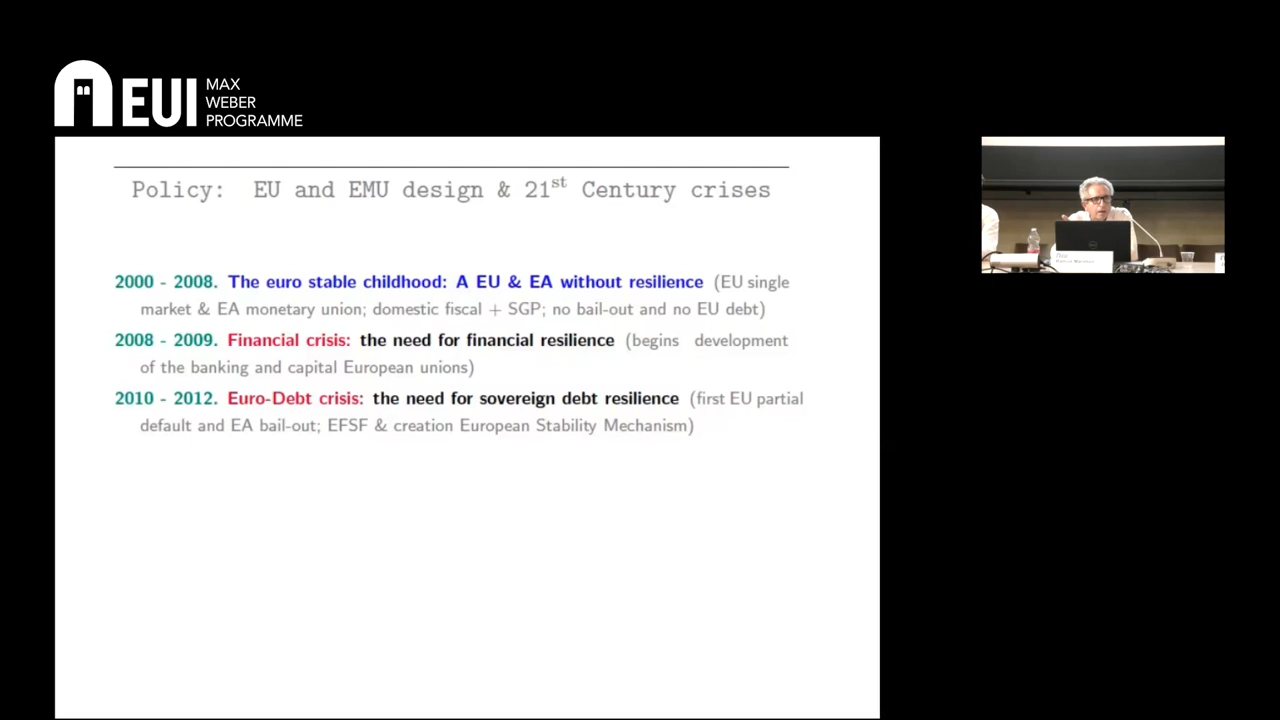 EUI
MAX
WEBER
PROGRAMME
Policy: EU and EMU design & 21st Century crises
2000 - 2008. The euro stable childhood: A EU & EA without resilience (EU single
market & EA monetary union; domestic fiscal + SGP; no bail-out and no EU debt)
2008 - 2009. Financial crisis: the need for financial resilience (begins development
of the banking and capital European unions)
2010 - 2012. Euro-Debt crisis: the need for sovereign debt resilience (first EU partial
default and EA bail-out; EFSF & creation European Stability Mechanism)